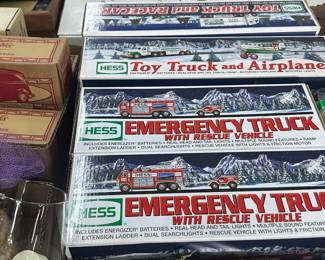 HESS
TOY TRUCK AND RACECAR
HESS
Toy Truck and Airplane
HESS
EMERGENCY TRUCK
WITH RESCUE VEHICLE
INCLUDES ENERGIZER BATTERIES • REAL HEAD AND TAIL LIGHTS • MULTIPLE SOUND FEATURES • RAMP
EXTENSION LADDER • DUAL SEARCHLIGHTS • RESCUE VEHICLE WITH LIGHTS & FRICTION MOTOR
HESS
EMERGENCY TRU
WITH RESCUE VEHICLE
INCLUDES ENERGIZER BATTERIES • REAL HEAD AND TAIL LIGHTS • MULTIPLE SOUND FEATURES
EXTENSION LADDER • DUAL SEARCHLIGHTS • RESCUE VEHICLE WITH LIGHTS & FRICTION